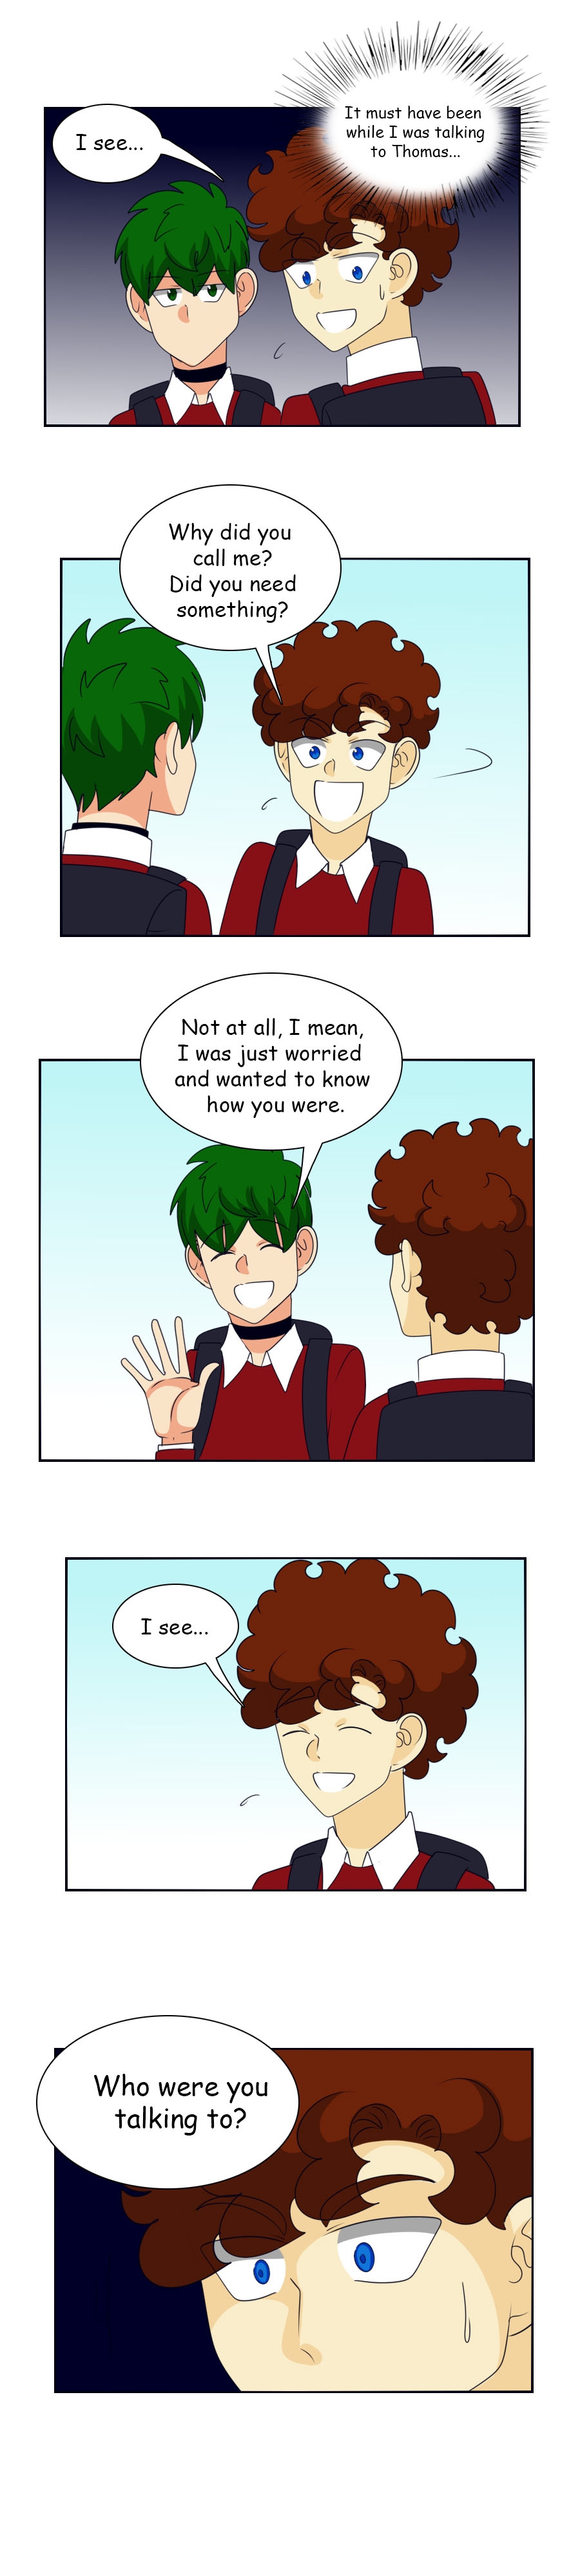 I see...
It must have been
while I was talking
to Thomas...
Why did you
call me?
Did you need
something?
Not at all, I mean,
I was just worried
and wanted to know
how you were.
I see...
Who were you
talking to?